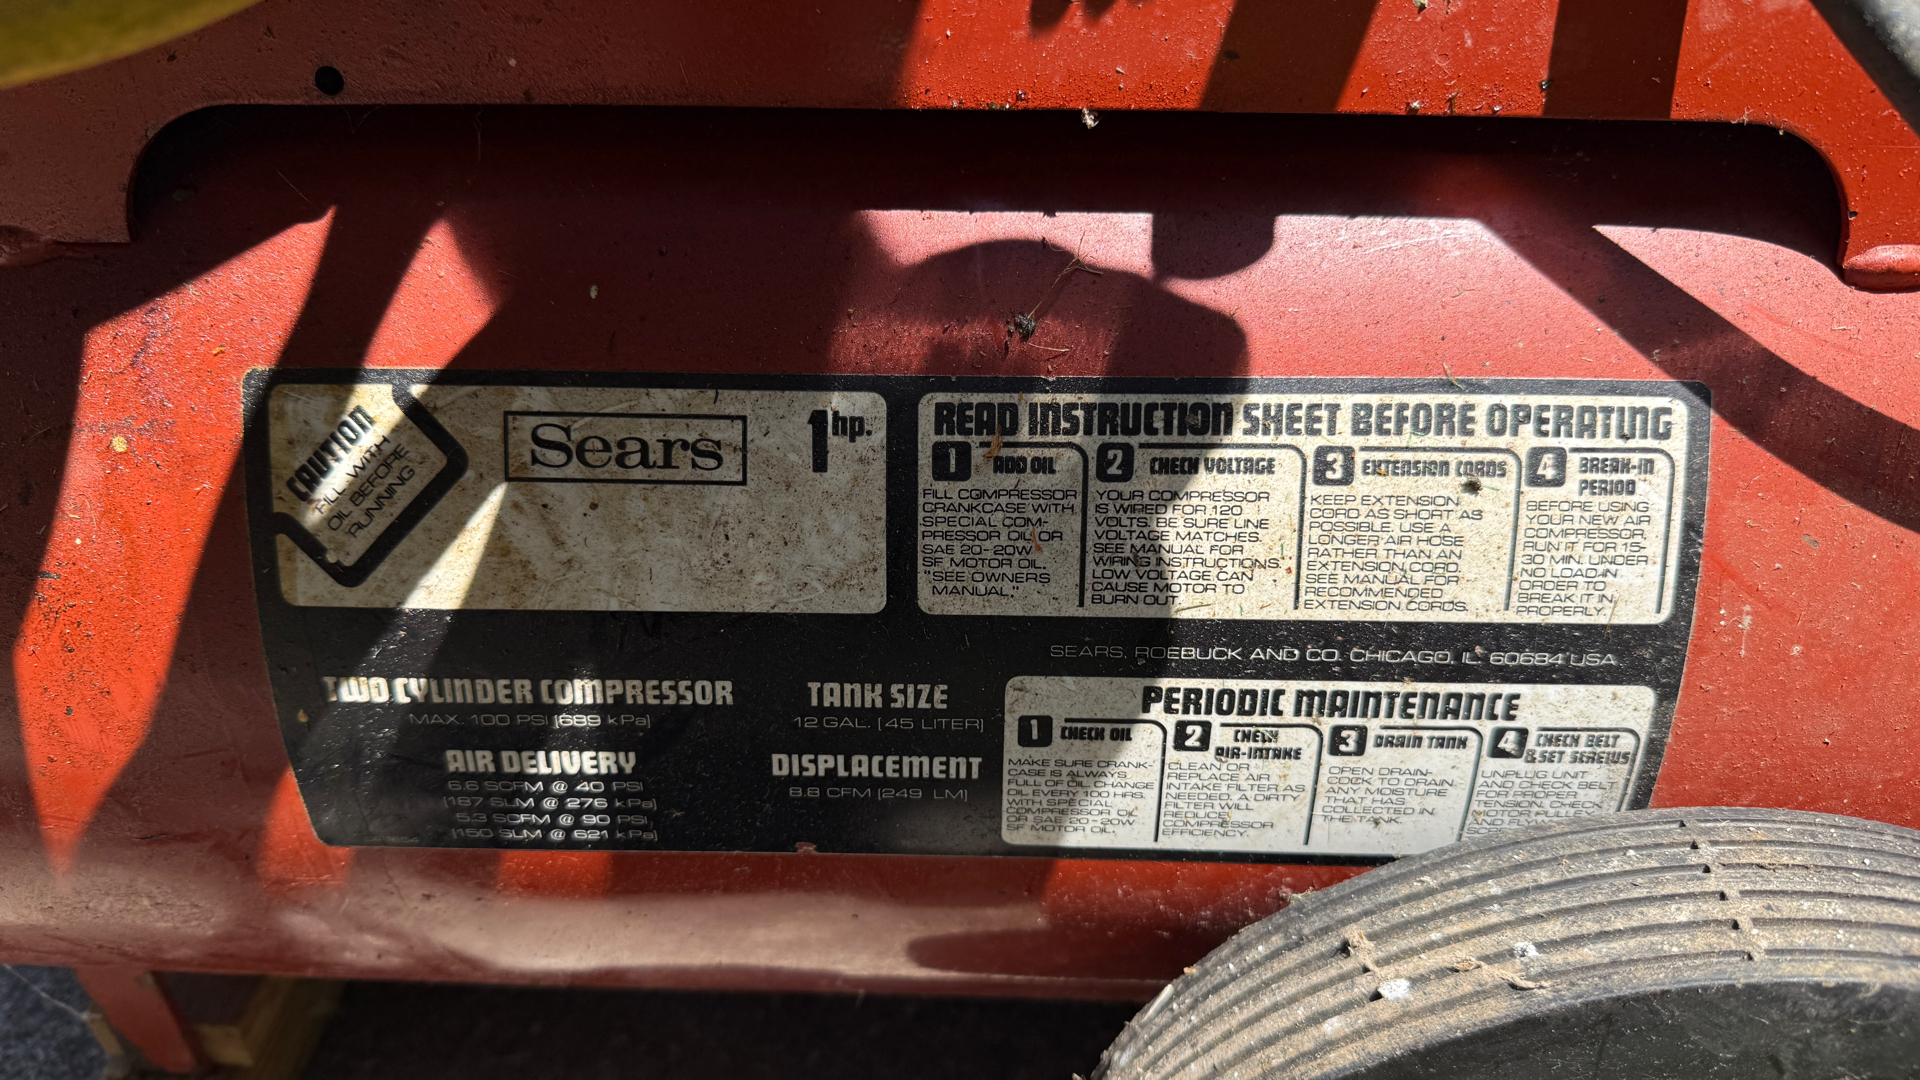 CAUTION
FILL WITH
OIL BEFORE
RUNNING
Sears
1hp.
READ INSTRUCTION SHEET BEFORE OPERATING
1 ADD OIL
FILL COMPRESSOR
CRANKCASE WITH
SPECIAL COM-
PRESSOR OIL OR
SAE 20-20W
SF MOTOR OIL.
"SEE OWNERS
MANUAL."
2 CHECK VOLTAGE
YOUR COMPRESSOR
IS WIRED FOR 120
VOLTS. BE SURE LINE
VOLTAGE MATCHES.
SEE MANUAL FOR
WIRING INSTRUCTIONS.
LOW VOLTAGE CAN
CAUSE MOTOR TO
BURN OUT.
3 EXTENSION CORDS
KEEP EXTENSION
CORD AS SHORT AS
POSSIBLE. USE A
LONGER AIR HOSE
RATHER THAN AN
EXTENSION CORD.
SEE MANUAL FOR
RECOMMENDED
EXTENSION CORDS.
4 BREAK-IN
PERIOD
BEFORE USING
YOUR NEW AIR
COMPRESSOR,
RUN IT FOR 15-
30 MIN. UNDER
NO LOAD IN
ORDER TO
BREAK IT IN
PROPERLY.
SEARS, ROEBUCK AND CO. CHICAGO, IL 60684 USA
TWO CYLINDER COMPRESSOR
MAX. 100 PSI (689 kPa)
AIR DELIVERY
6.6 SCFM @ 40 PSI
(187 SLM @ 276 kPa)
5.3 SCFM @ 90 PSI
(150 SLM @ 621 kPa)
TANK SIZE
12 GAL. (45 LITER)
DISPLACEMENT
8.8 CFM (249 LM)
PERIODIC MAINTENANCE
1 CHECK OIL
MAKE SURE CRANK-
CASE IS ALWAYS
FULL OF OIL CHANGE
OIL EVERY 100 HRS.
WITH SPECIAL
COMPRESSOR OIL
OR SAE 20-20W
SF MOTOR OIL.
2 CHECK
AIR-INTAKE
CLEAN OR
REPLACE AIR
INTAKE FILTER AS
NEEDED. A DIRTY
FILTER WILL
REDUCE
COMPRESSOR
EFFICIENCY.
3 DRAIN TANK
OPEN DRAIN-
COCK TO DRAIN
ANY MOISTURE
THAT HAS
COLLECTED IN
THE TANK.
4 CHECK BELT
& SET SCREWS
UNPLUG UNIT
AND CHECK BELT
FOR PROPER
TENSION. CHECK
MOTOR PULLEY
AND